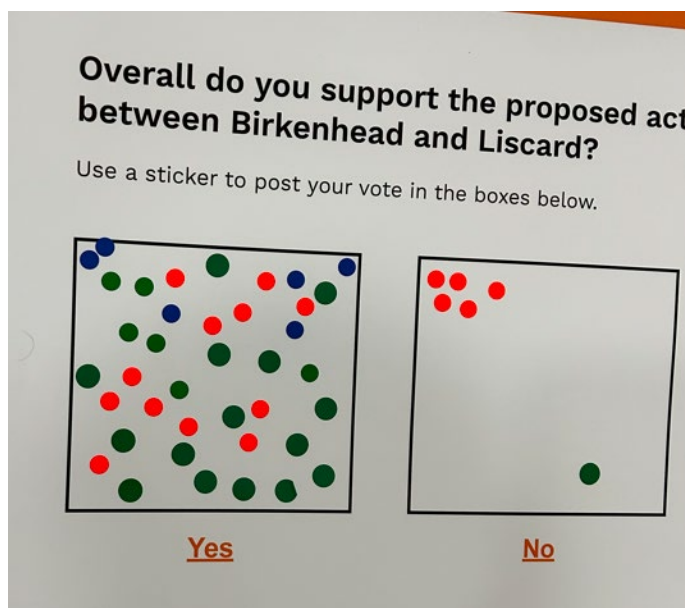 Overall do you support the proposed
between Birkenhead and Liscard?
Use a sticker to post your vote in the boxes below.
Yes
No